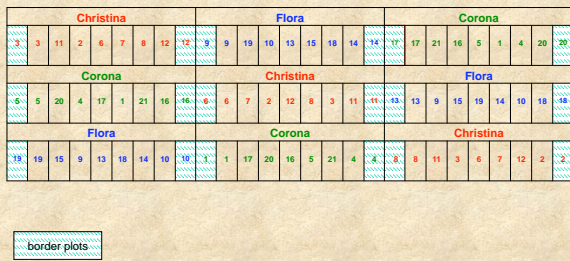 Christina Flora Corona
3 3 11 2 6 7 8 12 12 9 9 19 10 13 15 18 14 14 17 17 21 16 5 1 4 20 20
Corona Christina Flora
5 5 20 4 17 1 21 16 16 6 6 7 2 12 8 3 11 11 13 13 9 15 19 14 10 18 18
Flora Corona Christina
19 19 15 9 13 18 14 10 10 1 1 17 20 16 5 21 4 4 8 8 11 3 6 7 12 2 2
border plots